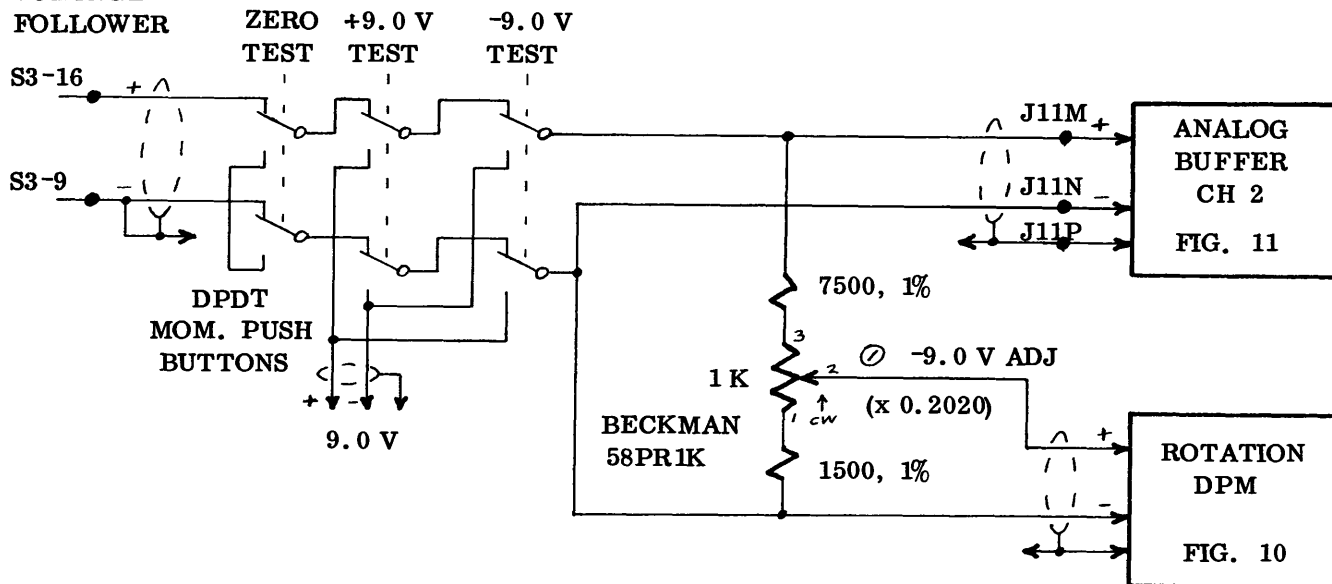 FOLLOWER
ZERO TEST
+9.0 V TEST
-9.0 V TEST
S3-16
+
S3-9
-
DPDT
MOM. PUSH
BUTTONS
+ -
9.0 V
J11M
+
J11N
-
J11P
ANALOG
BUFFER
CH 2
FIG. 11
7500, 1%
3
1 K
2
-9.0 V ADJ
(x 0.2020)
1
CW
BECKMAN
58PR1K
1500, 1%
+
-
ROTATION
DPM
FIG. 10